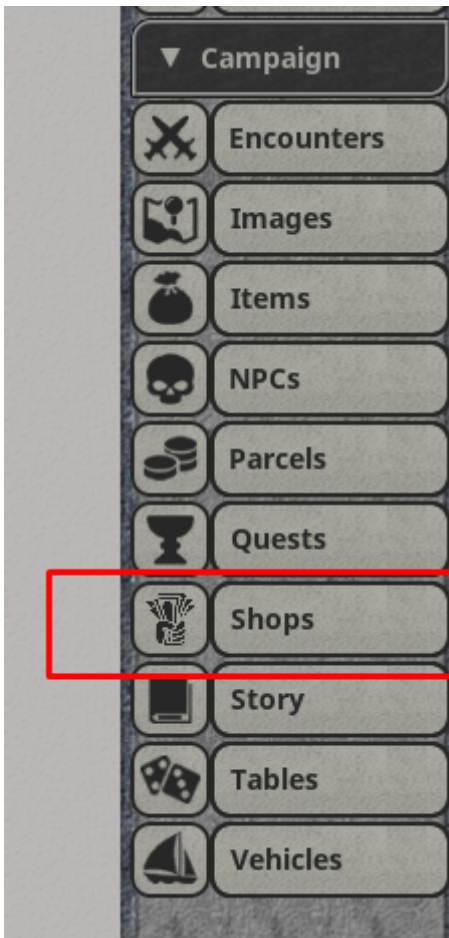 Campaign
Encounters
Images
Items
NPCs
Parcels
Quests
Shops
Story
Tables
Vehicles